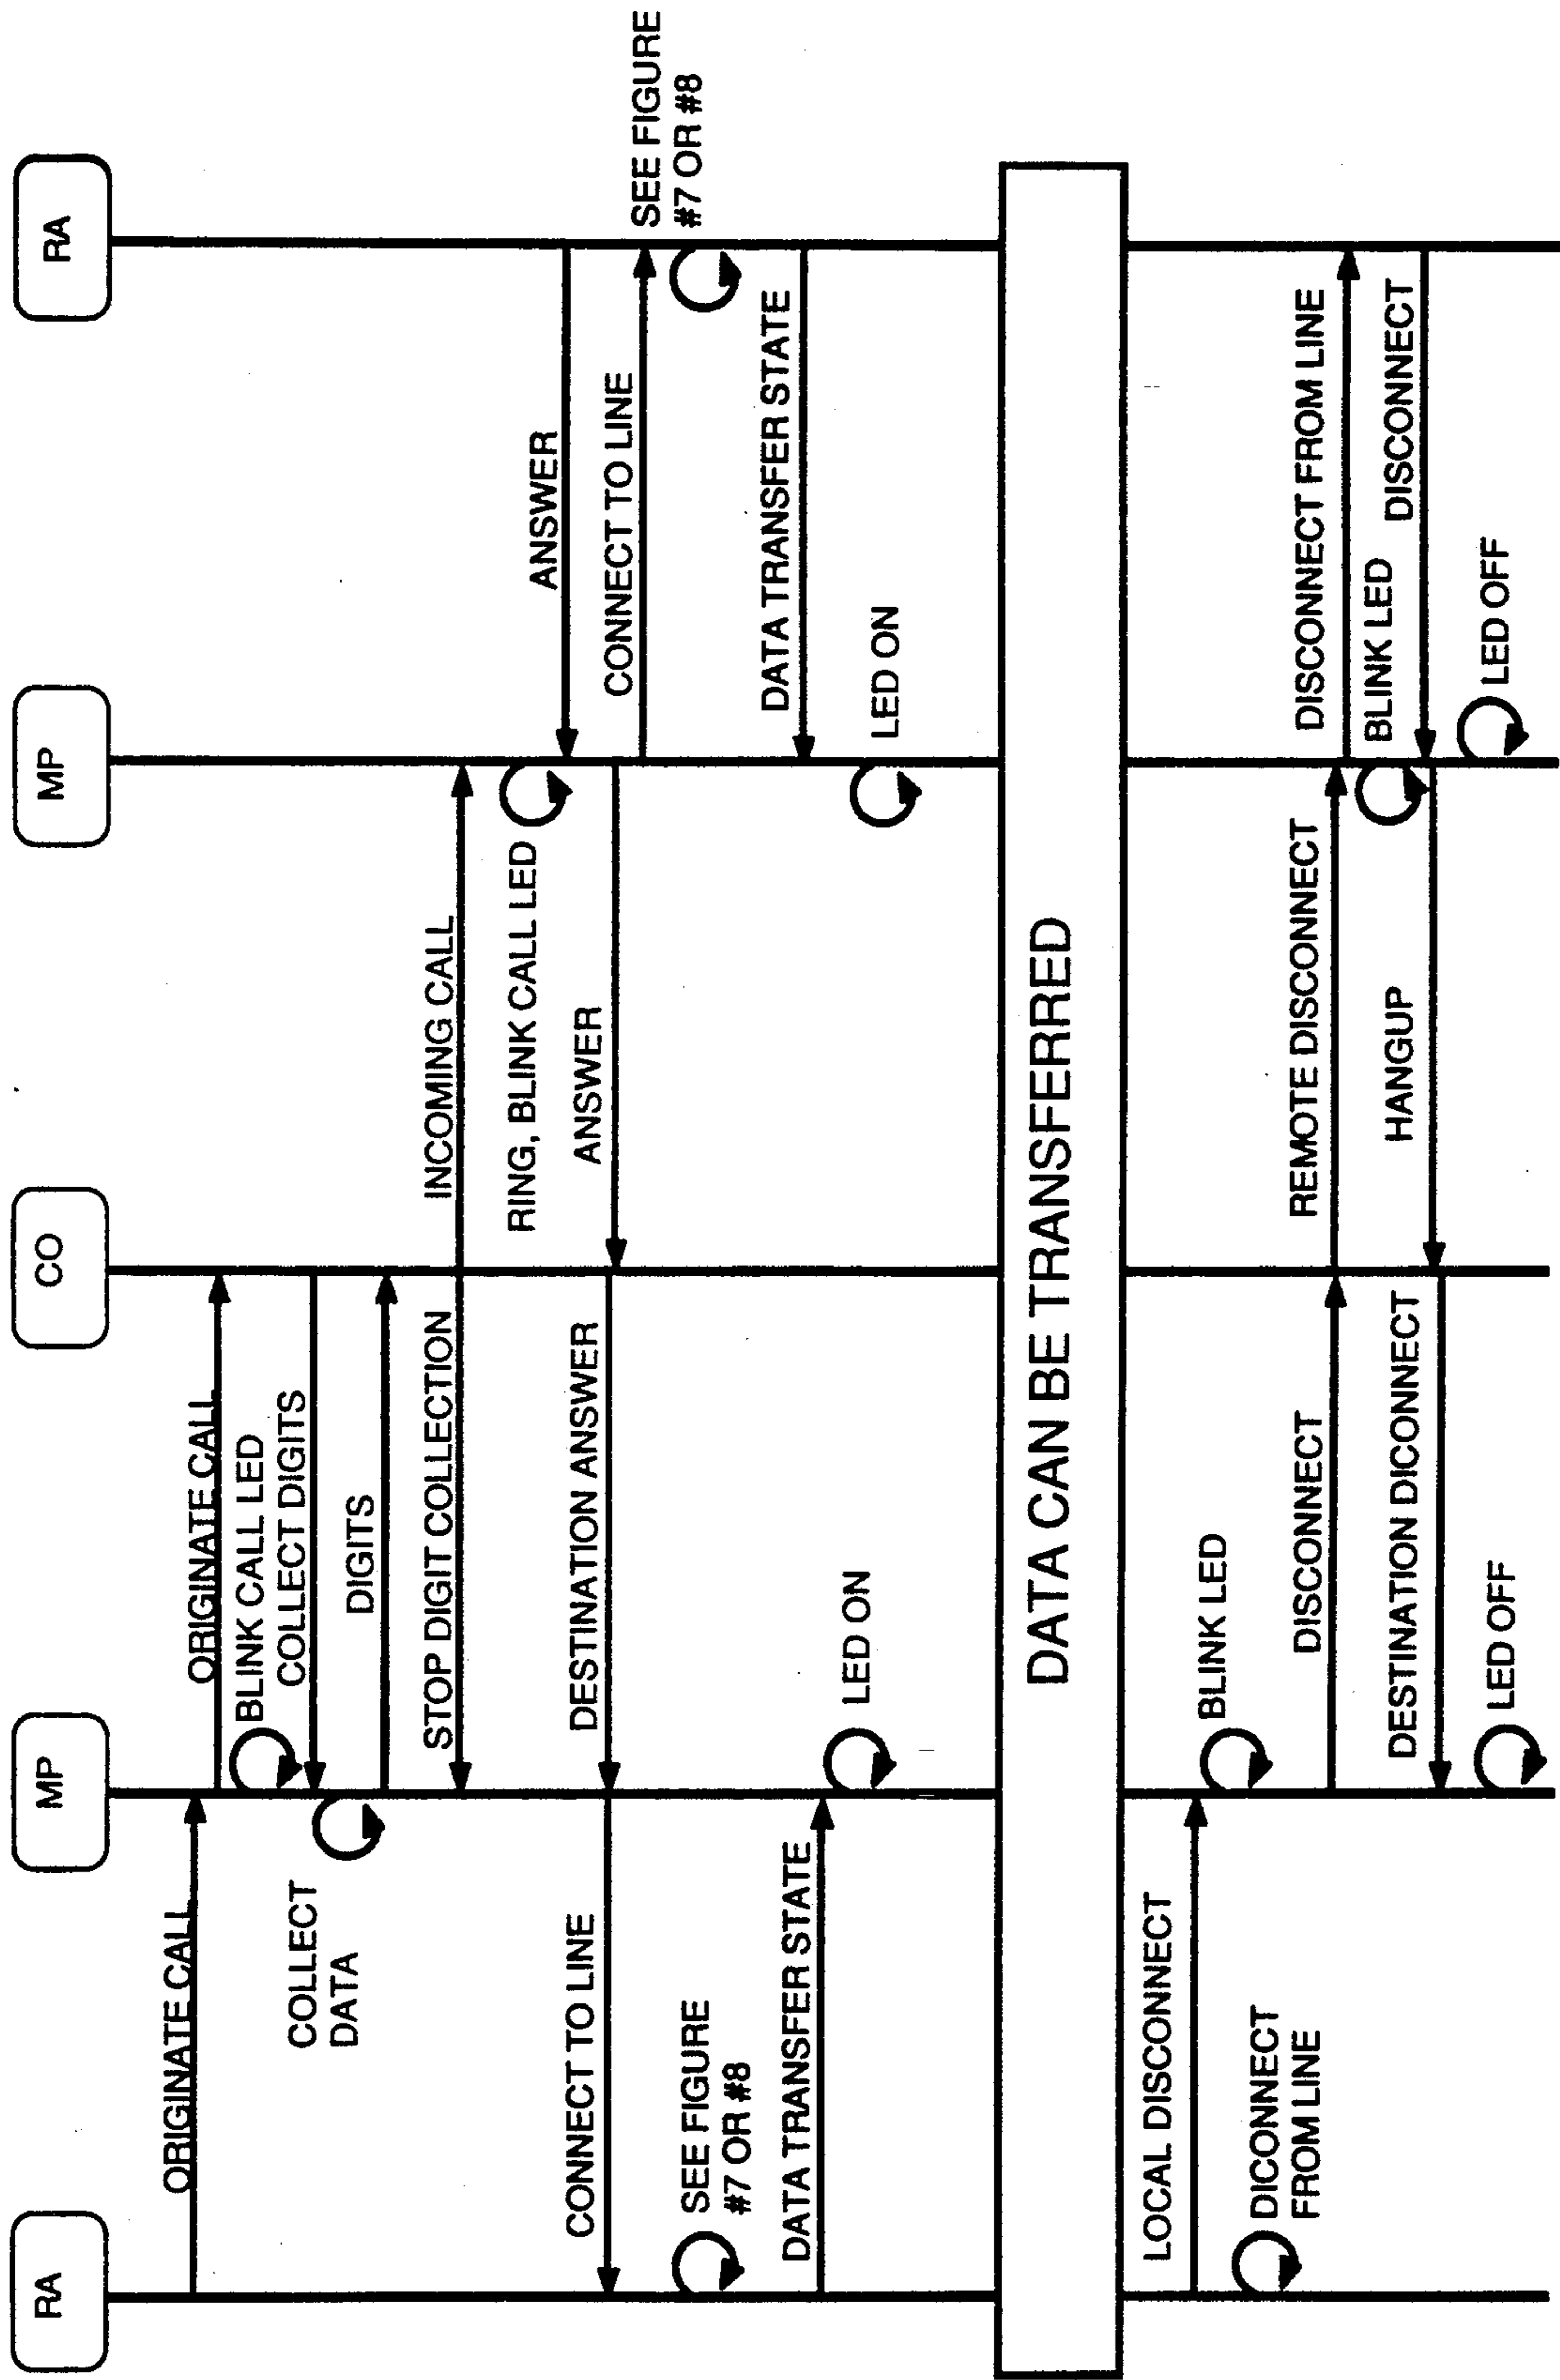 RA
MP
CO
MP
RA
ORIGINATE CALL
ORIGINATE CALL
BLINK CALL LED
COLLECT DIGITS
COLLECT
DATA
DIGITS
STOP DIGIT COLLECTION
INCOMING CALL
RING, BLINK CALL LED
ANSWER
ANSWER
DESTINATION ANSWER
CONNECT TO LINE
CONNECT TO LINE
SEE FIGURE
#7 OR #8
SEE FIGURE
#7 OR #8
DATA TRANSFER STATE
DATA TRANSFER STATE
LED ON
LED ON
DATA CAN BE TRANSFERRED
LOCAL DISCONNECT
BLINK LED
DICONNECT
FROM LINE
DISCONNECT
REMOTE DISCONNECT
DISCONNECT FROM LINE
BLINK LED
DISCONNECT
HANGUP
DESTINATION DICONNECT
LED OFF
LED OFF